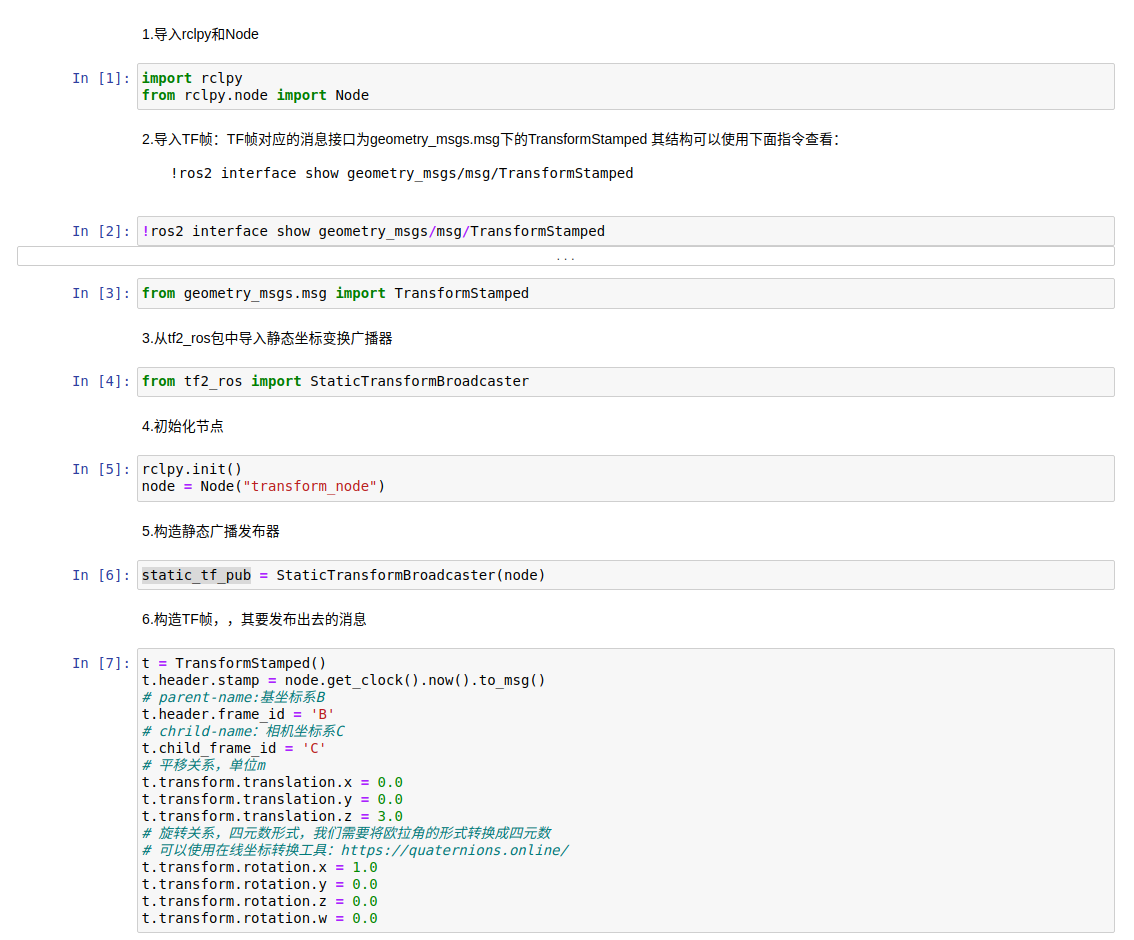 1.导入rclpy和Node
In [1]: import rclpy
from rclpy.node import Node
2.导入TF帧：TF帧对应的消息接口为geometry_msgs.msg下的TransformStamped 其结构可以使用下面指令查看：
!ros2 interface show geometry_msgs/msg/TransformStamped
In [2]: !ros2 interface show geometry_msgs/msg/TransformStamped
...
In [3]: from geometry_msgs.msg import TransformStamped
3.从tf2_ros包中导入静态坐标变换广播器
In [4]: from tf2_ros import StaticTransformBroadcaster
4.初始化节点
In [5]: rclpy.init()
node = Node("transform_node")
5.构造静态广播发布器
In [6]: static_tf_pub = StaticTransformBroadcaster(node)
6.构造TF帧，，其要发布出去的消息
In [7]: t = TransformStamped()
t.header.stamp = node.get_clock().now().to_msg()
# parent-name:基坐标系B
t.header.frame_id = 'B'
# chrild-name：相机坐标系C
t.child_frame_id = 'C'
# 平移关系，单位m
t.transform.translation.x = 0.0
t.transform.translation.y = 0.0
t.transform.translation.z = 3.0
# 旋转关系，四元数形式，我们需要将欧拉角的形式转换成四元数
# 可以使用在线坐标转换工具：https://quaternions.online/
t.transform.rotation.x = 1.0
t.transform.rotation.y = 0.0
t.transform.rotation.z = 0.0
t.transform.rotation.w = 0.0